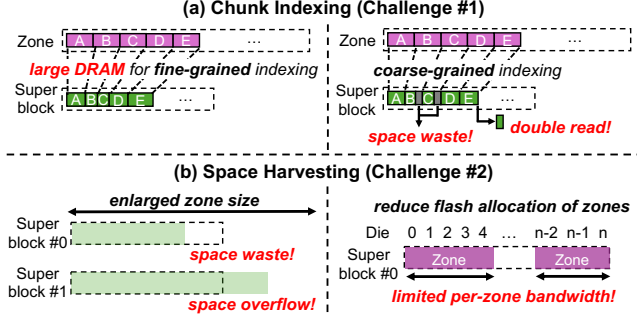 (a) Chunk Indexing (Challenge #1)
Zone A B C D E ...
large DRAM for fine-grained indexing
Super block A B C D E ...
Zone A B C D E ...
coarse-grained indexing
Super block A B C D E ...
space waste!
double read!
(b) Space Harvesting (Challenge #2)
enlarged zone size
Super block #0
space waste!
Super block #1
space overflow!
reduce flash allocation of zones
Die 0 1 2 3 4 ... n-2 n-1 n
Super block #0 Zone Zone
limited per-zone bandwidth!